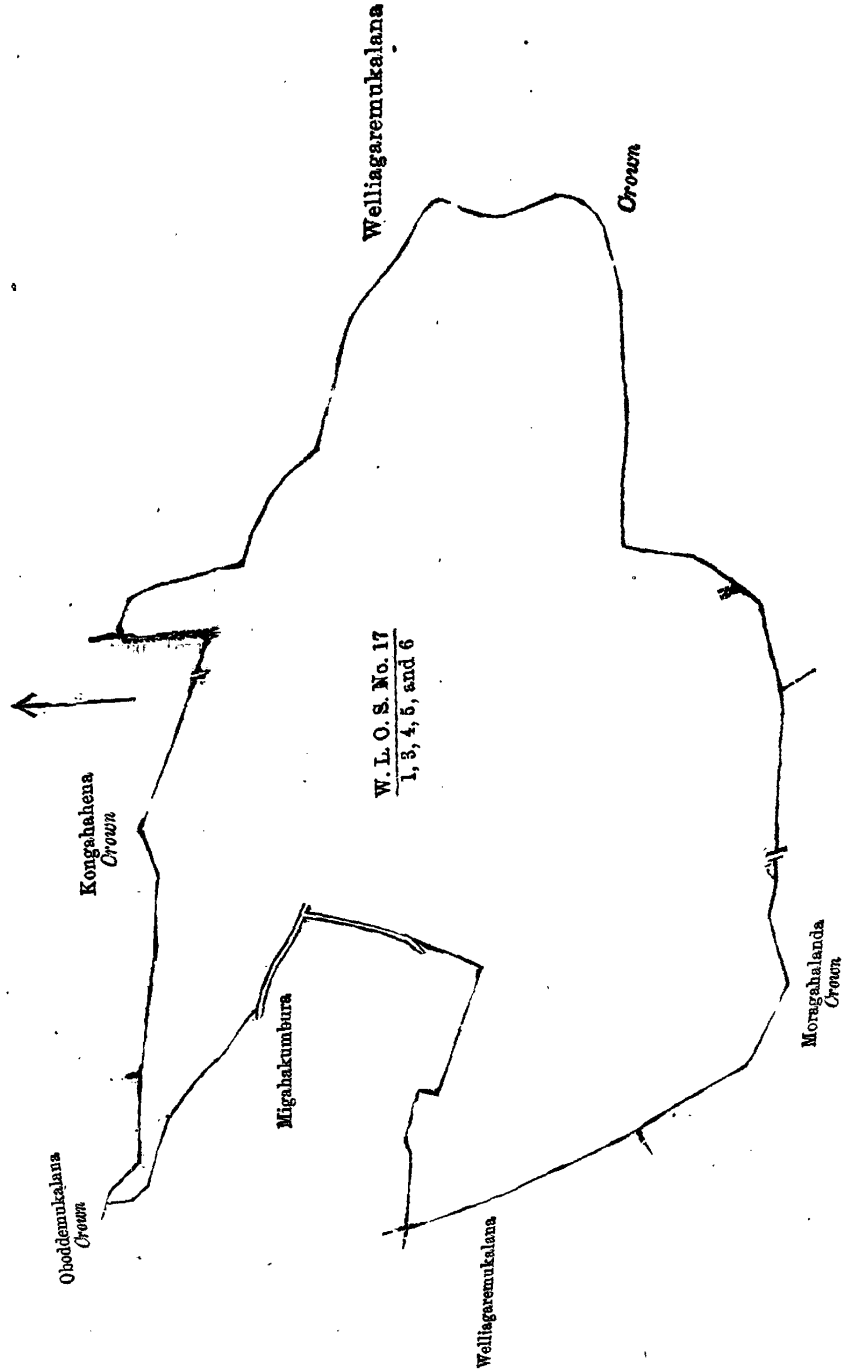 Oboddemukalana
Crown
Kongahahena
Crown
Welliagaremukalana
Crown
Migahakumbura
W. L. O. S. No. 17
1, 3, 4, 5, and 6
Welliagaremukalana
Moragahalanda
Crown